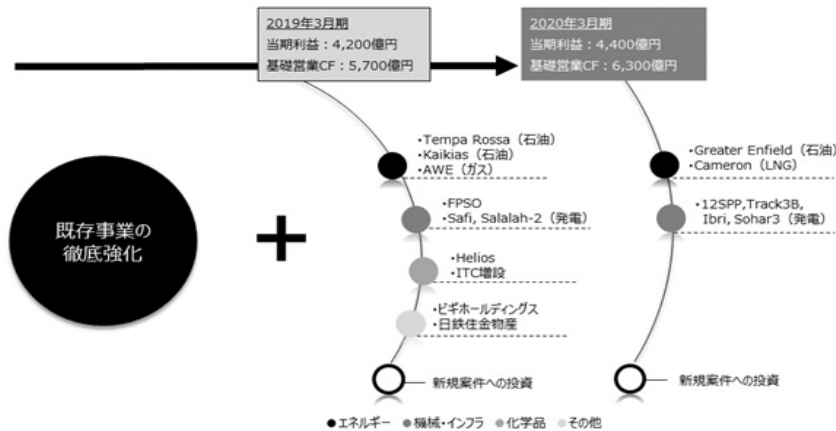 2019年3月期
当期利益：4,200億円
基礎営業CF：5,700億円
2020年3月期
当期利益：4,400億円
基礎営業CF：6,300億円
既存事業の
徹底強化
+
・Tempa Rossa（石油）
・Kaikias（石油）
・AWE（ガス）
・FPSO
・Safi, Salalah-2（発電）
・Helios
・ITC増設
・ビギホールディングス
・日鉄住金物産
新規案件への投資
・Greater Enfield（石油）
・Cameron（LNG）
・12SPP,Track3B,
Ibri, Sohar3（発電）
新規案件への投資
●エネルギー ●機械・インフラ ●化学品 ●その他